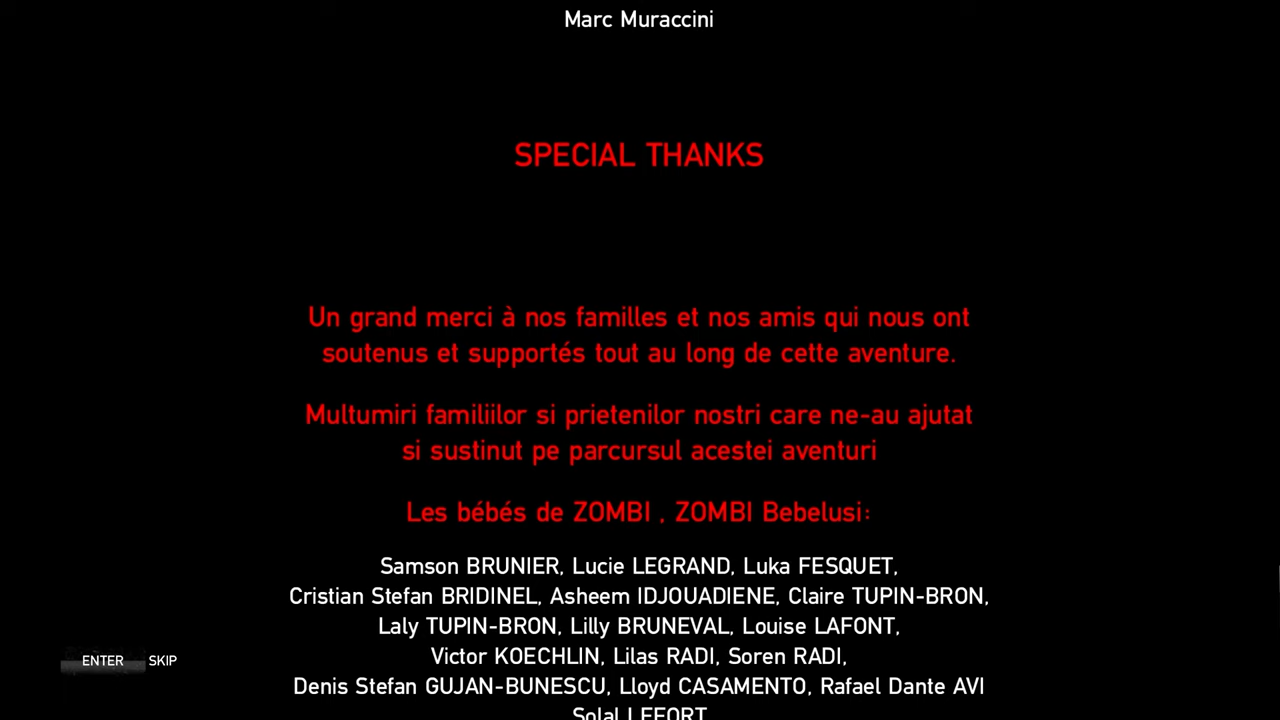 Marc Muraccini
SPECIAL THANKS
Un grand merci à nos familles et nos amis qui nous ont
soutenus et supportés tout au long de cette aventure.
Multumiri familiilor si prietenilor nostri care ne-au ajutat
si sustinut pe parcursul acestei aventuri
Les bébés de ZOMBI , ZOMBI Bebelusi:
Samson BRUNIER, Lucie LEGRAND, Luka FESQUET,
Cristian Stefan BRIDINEL, Asheem IDJOUADIENE, Claire TUPIN-BRON,
Laly TUPIN-BRON, Lilly BRUNEVAL, Louise LAFONT,
Victor KOECHLIN, Lilas RADI, Soren RADI,
Denis Stefan GUJAN-BUNESCU, Lloyd CASAMENTO, Rafael Dante AVI
Solal LEFORT
ENTER SKIP